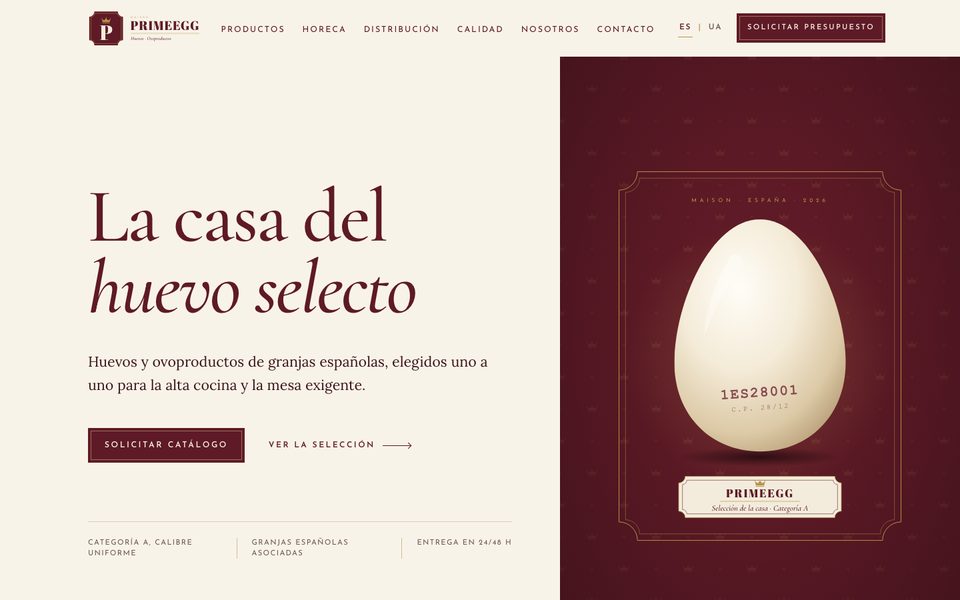 P
PRIMEEGG
Huevos · Ovoproductos
PRODUCTOS HORECA DISTRIBUCIÓN CALIDAD NOSOTROS CONTACTO ES | UA SOLICITAR PRESUPUESTO
La casa del
huevo selecto
Huevos y ovoproductos de granjas españolas, elegidos uno a
uno para la alta cocina y la mesa exigente.
SOLICITAR CATÁLOGO VER LA SELECCIÓN
CATEGORÍA A, CALIBRE
UNIFORME
GRANJAS ESPAÑOLAS
ASOCIADAS
ENTREGA EN 24/48 H
MAISON · ESPAÑA · 2026
1ES28001
C.P. 28/12
PRIMEEGG
Selección de la casa · Categoría A